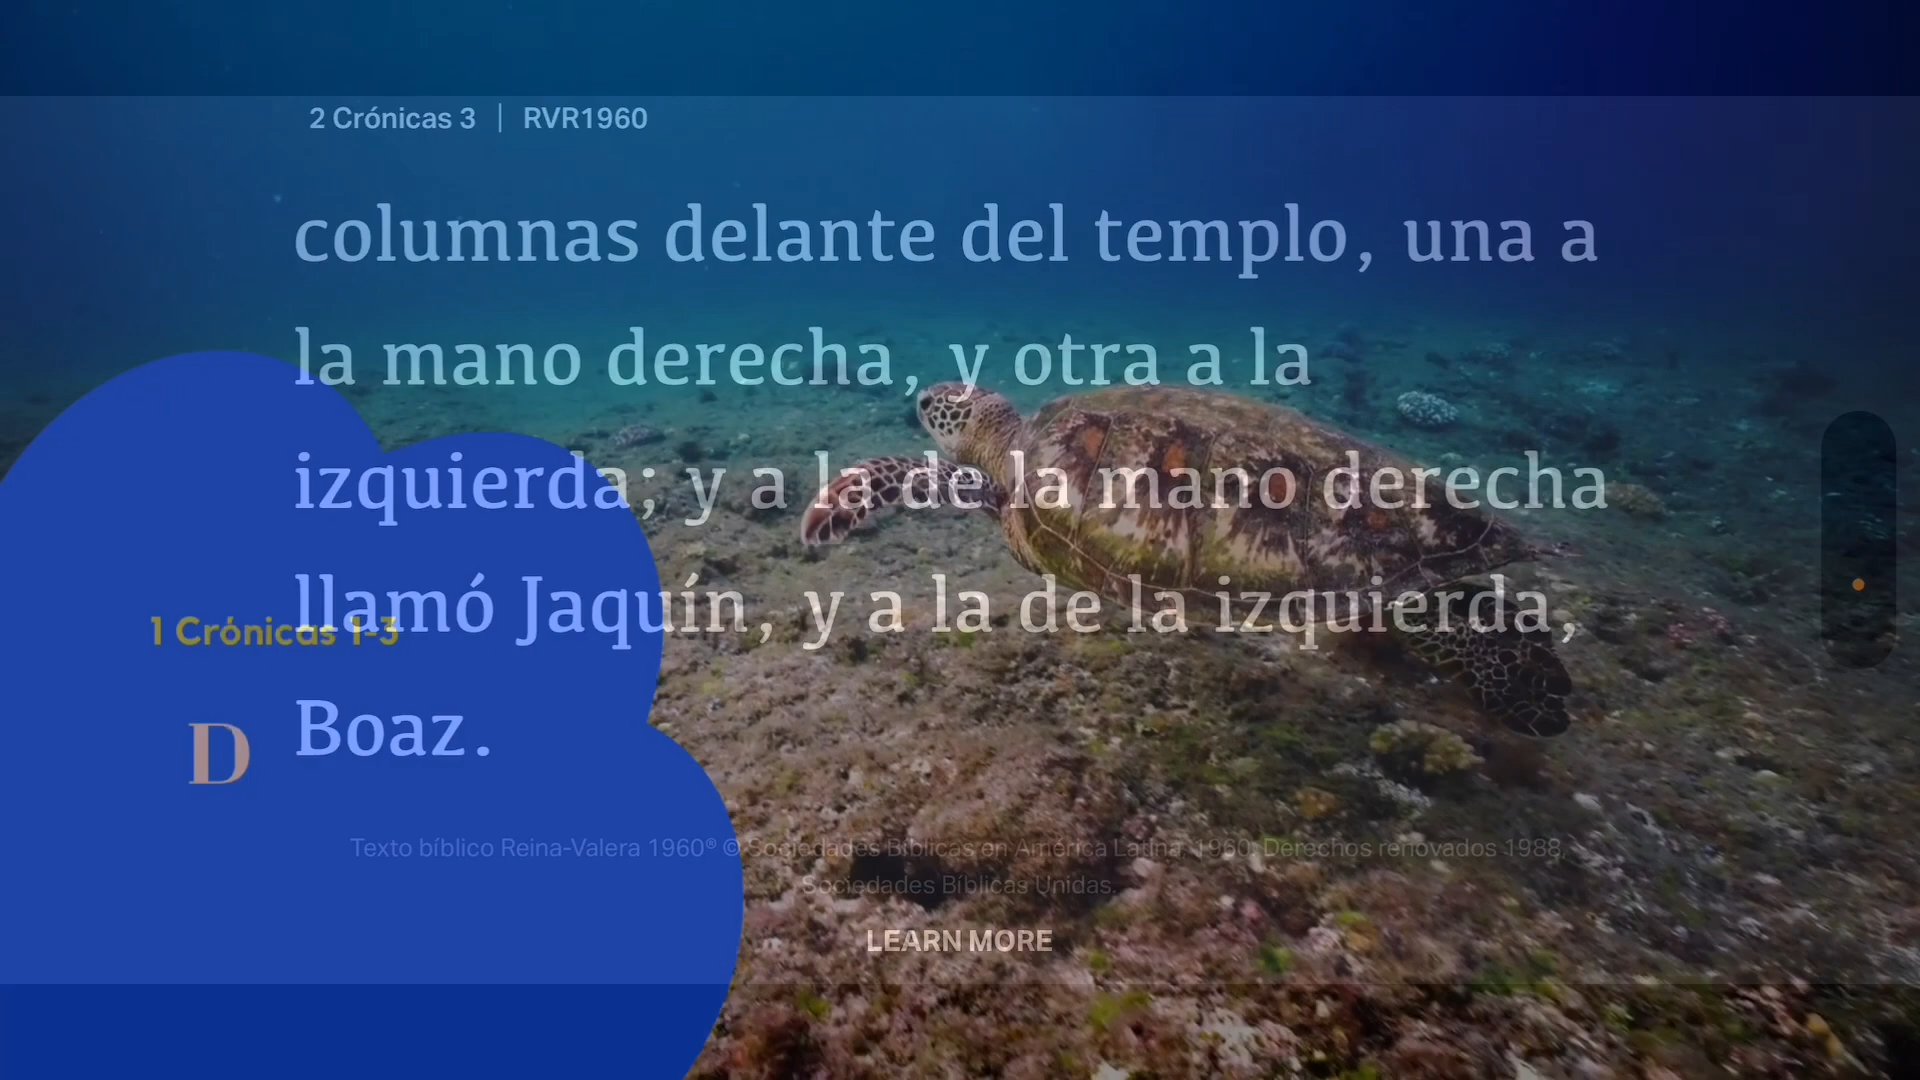 2 Crónicas 3 | RVR1960
columnas delante del templo, una a
la mano derecha, y otra a la
izquierda; y a la de la mano derecha
llamó Jaquín, y a la de la izquierda,
Boaz.
1 Crónicas 1-3
D
Texto bíblico Reina-Valera 1960® © Sociedades Bíblicas en América Latina, 1960. Derechos renovados 1988,
Sociedades Bíblicas Unidas.
LEARN MORE